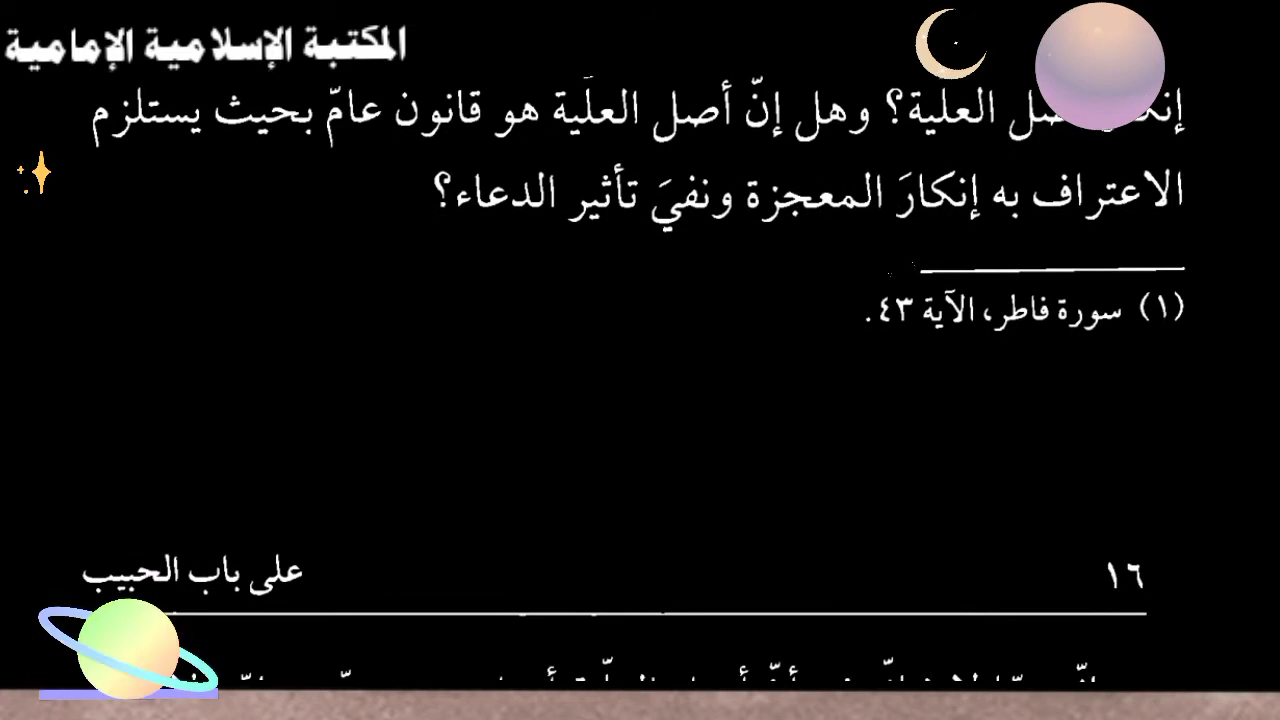 المكتبة الإسلامية الإمامية
العلية؟ وهل إنّ أصل العلّية هو قانون عامّ بحيث يستلزم
الاعتراف به إنكارَ المعجزة ونفيَ تأثير الدعاء؟
(١) سورة فاطر، الآية ٤٣.
١٦
على باب الحبيب